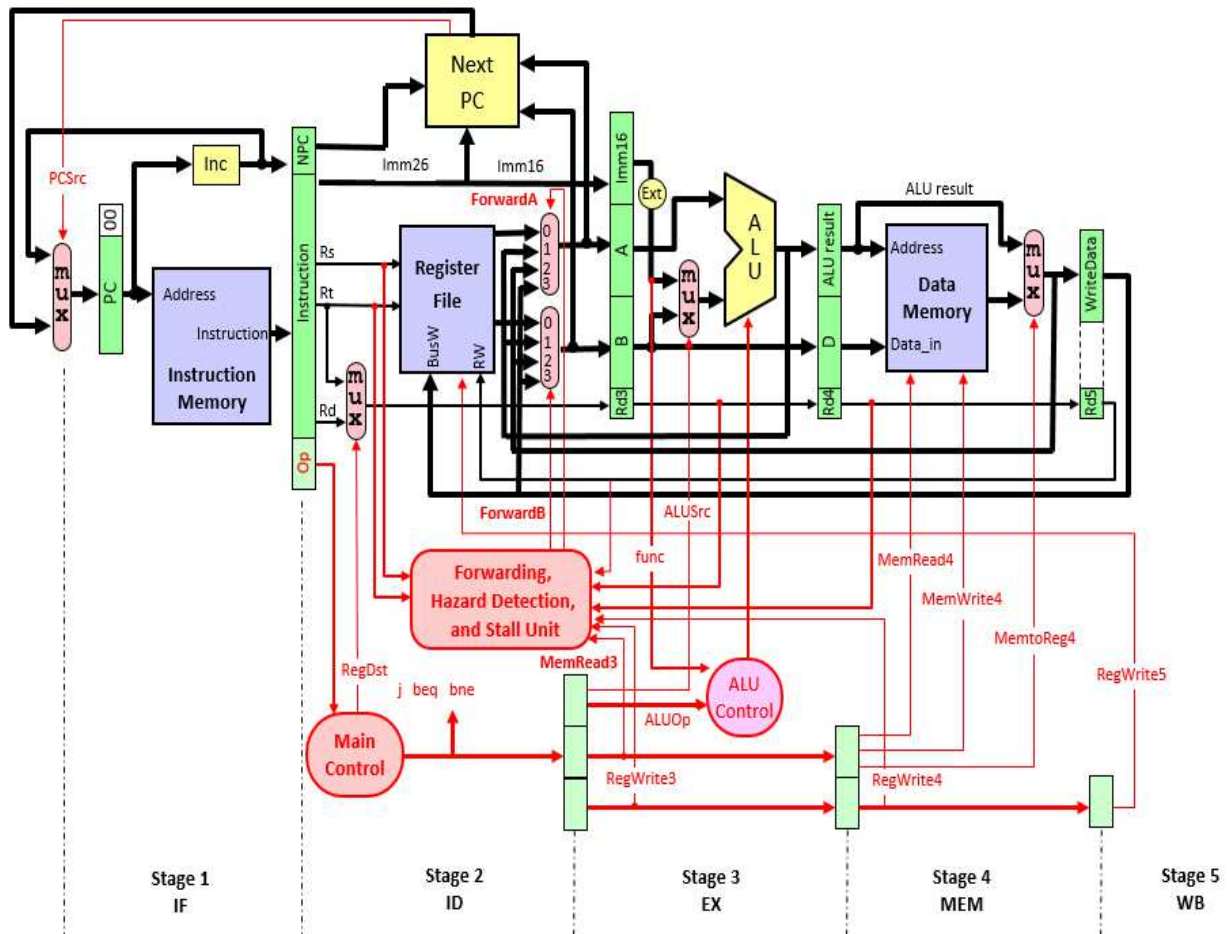 Next
PC
NPC
Inc
Imm26
Imm16
Imm16
PCSrc
00
ForwardA
Ext
A
L
U
ALU result
mux
PC
Address
Instruction
Instruction
Memory
Instruction
Rs
Rt
Rd
Op
Register
File
BusW
RW
0
1
2
3
0
1
2
3
A
B
Rd3
mux
mux
ALU result
D
Rd4
Address
Data
Memory
Data_in
mux
WriteData
Rd5
ForwardB
ALUSrc
func
Forwarding,
Hazard Detection,
and Stall Unit
MemRead4
MemWrite4
MemtoReg4
RegWrite5
RegDst
MemRead3
j beq bne
ALU
Control
ALUOp
Main
Control
RegWrite3
RegWrite4
Stage 1
IF
Stage 2
ID
Stage 3
EX
Stage 4
MEM
Stage 5
WB